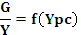 G/Y = f(Ypc)